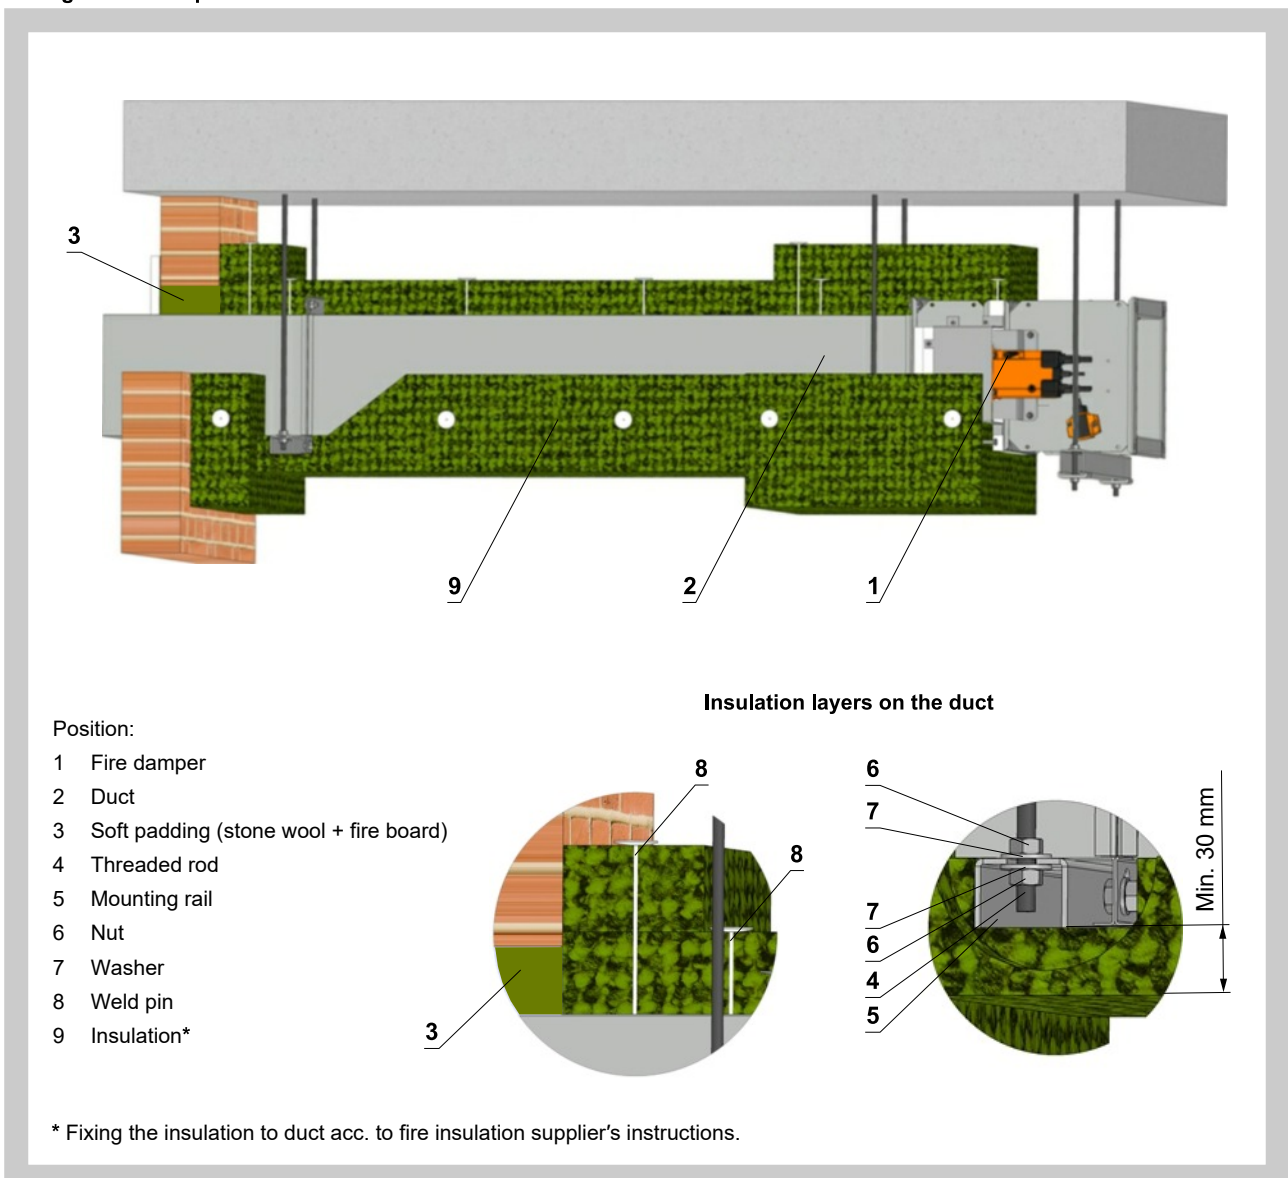 3
9
2
1
Insulation layers on the duct
Position:
1 Fire damper
2 Duct
3 Soft padding (stone wool + fire board)
4 Threaded rod
5 Mounting rail
6 Nut
7 Washer
8 Weld pin
9 Insulation*
8
8
3
6
7
7
6
4
5
Min. 30 mm
* Fixing the insulation to duct acc. to fire insulation supplier's instructions.